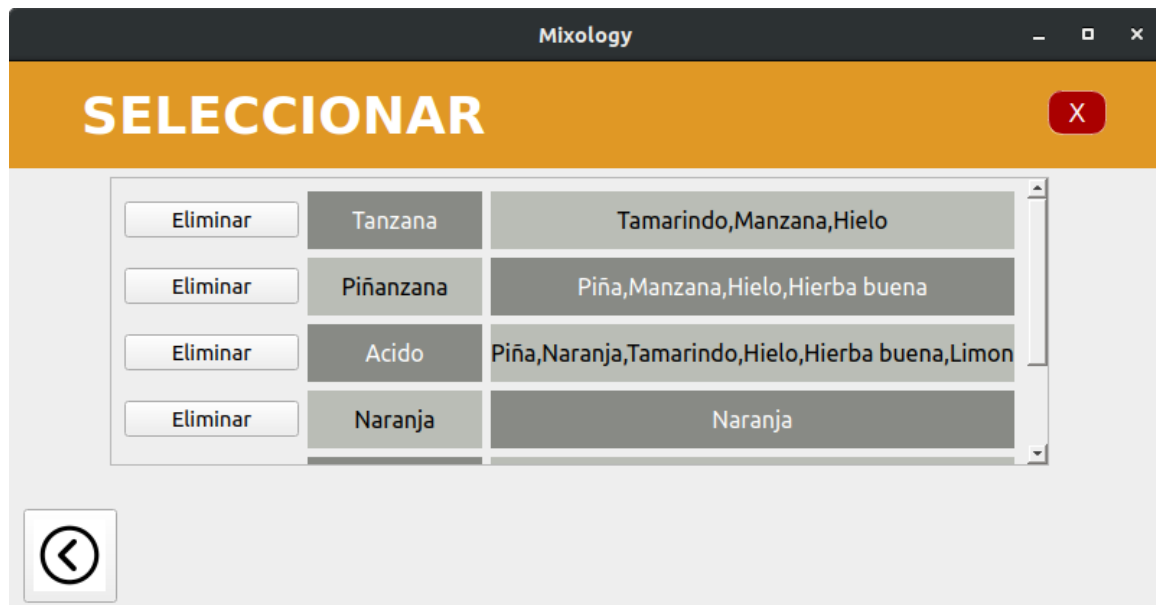 Mixology
SELECCIONAR X
Eliminar Tanzana Tamarindo,Manzana,Hielo
Eliminar Piñanzana Piña,Manzana,Hielo,Hierba buena
Eliminar Acido Piña,Naranja,Tamarindo,Hielo,Hierba buena,Limon
Eliminar Naranja Naranja